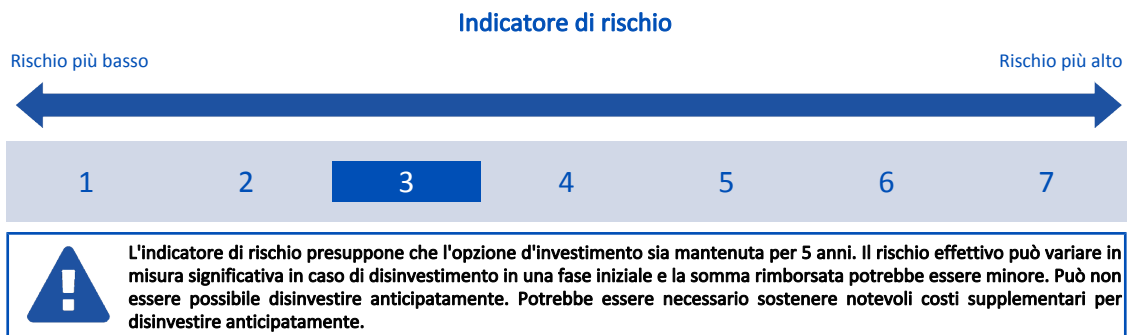 Indicatore di rischio
Rischio più basso
Rischio più alto
1 2 3 4 5 6 7
L'indicatore di rischio presuppone che l'opzione d'investimento sia mantenuta per 5 anni. Il rischio effettivo può variare in
misura significativa in caso di disinvestimento in una fase iniziale e la somma rimborsata potrebbe essere minore. Può non
essere possibile disinvestire anticipatamente. Potrebbe essere necessario sostenere notevoli costi supplementari per
disinvestire anticipatamente.